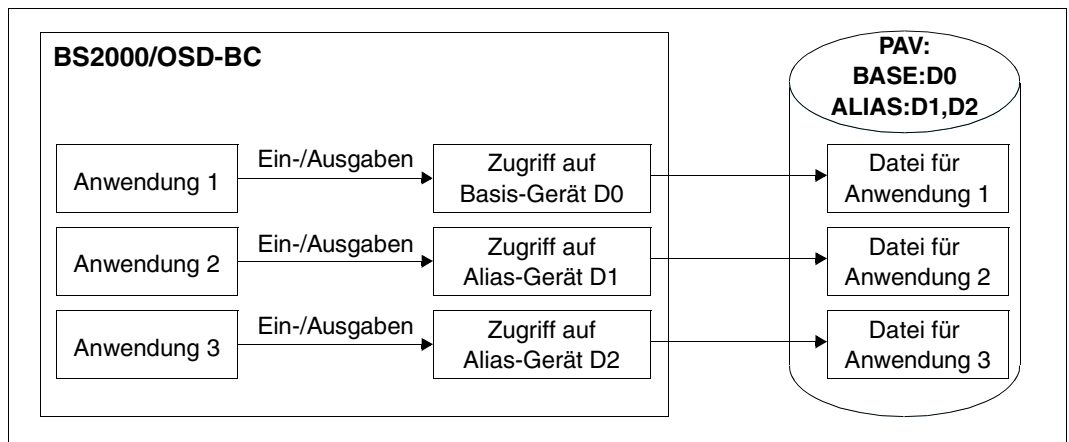 BS2000/OSD-BC
PAV:
BASE:D0
ALIAS:D1,D2
Anwendung 1
Ein-/Ausgaben
Zugriff auf
Basis-Gerät D0
Datei für
Anwendung 1
Anwendung 2
Ein-/Ausgaben
Zugriff auf
Alias-Gerät D1
Datei für
Anwendung 2
Anwendung 3
Ein-/Ausgaben
Zugriff auf
Alias-Gerät D2
Datei für
Anwendung 3